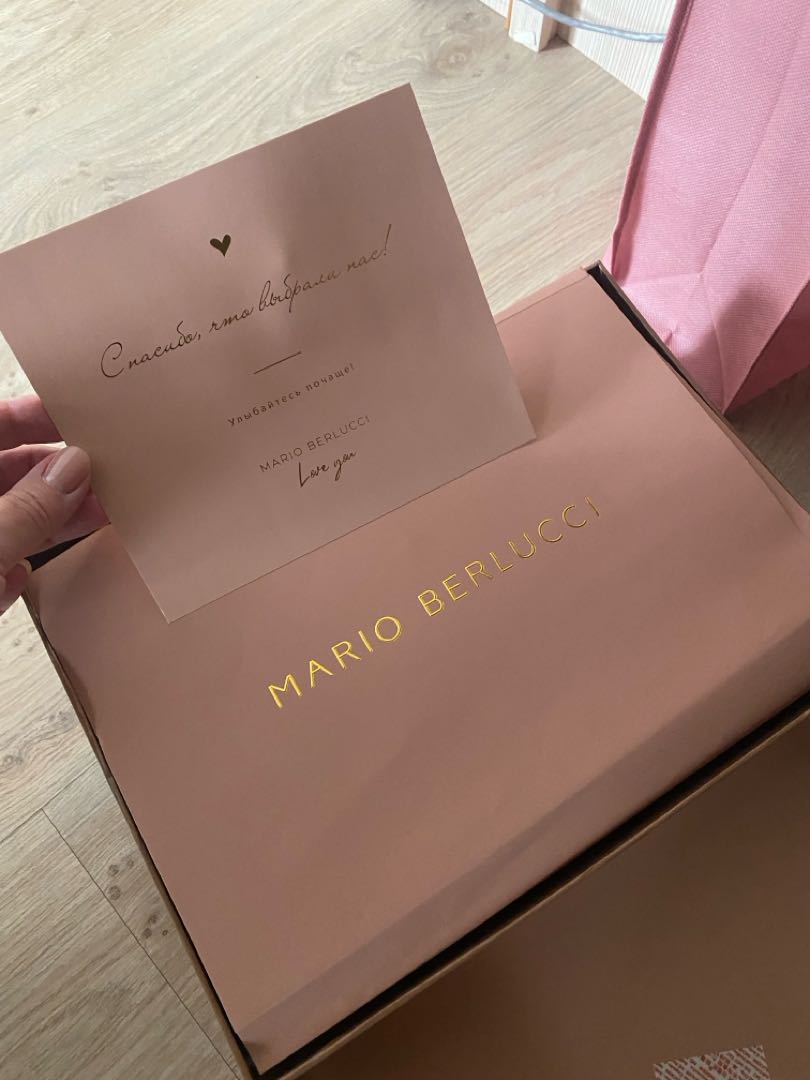 Спасибо, что выбрали нас!
Улыбайтесь почаще!
MARIO BERLUCCI
Love you
MARIO BERLUCCI